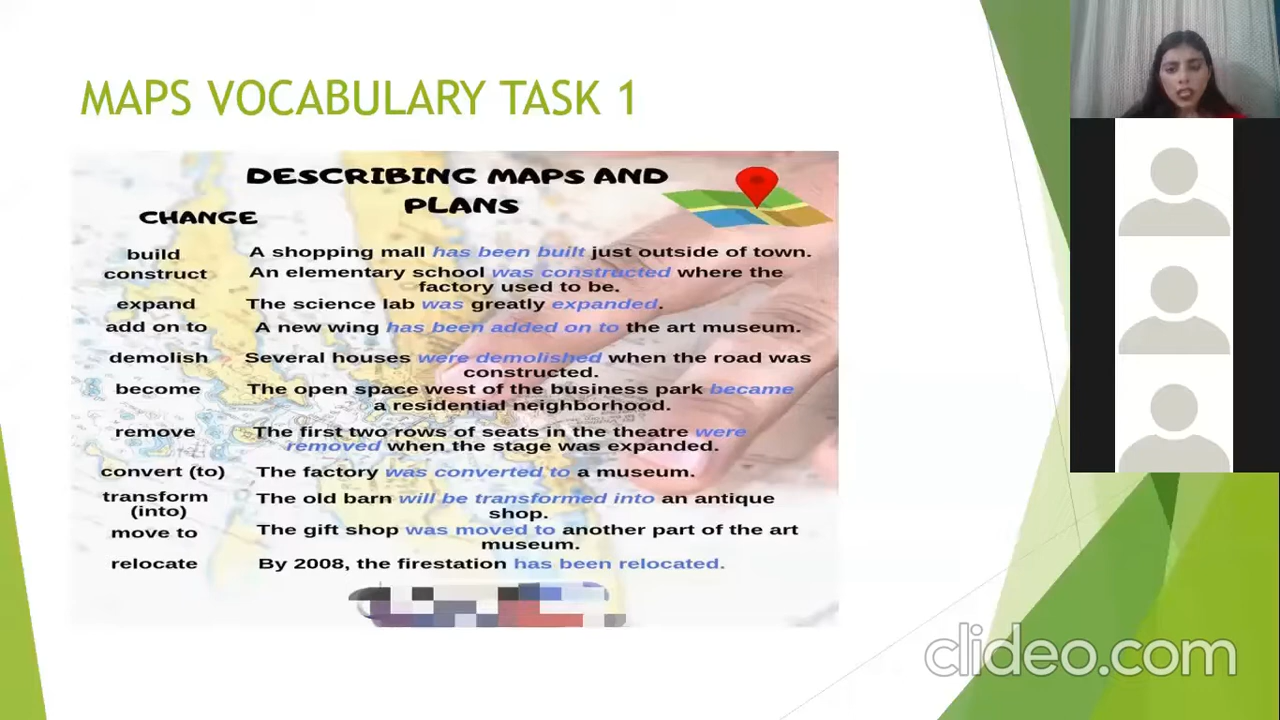 MAPS VOCABULARY TASK 1
DESCRIBING MAPS AND
PLANS
CHANGE
build A shopping mall has been built just outside of town.
construct An elementary school was constructed where the
factory used to be.
expand The science lab was greatly expanded.
add on to A new wing has been added on to the art museum.
demolish Several houses were demolished when the road was
constructed.
become The open space west of the business park became
a residential neighborhood.
remove The first two rows of seats in the theatre were
removed when the stage was expanded.
convert (to) The factory was converted to a museum.
transform The old barn will be transformed into an antique
(into) shop.
move to The gift shop was moved to another part of the art
museum.
relocate By 2008, the firestation has been relocated.
clideo.com